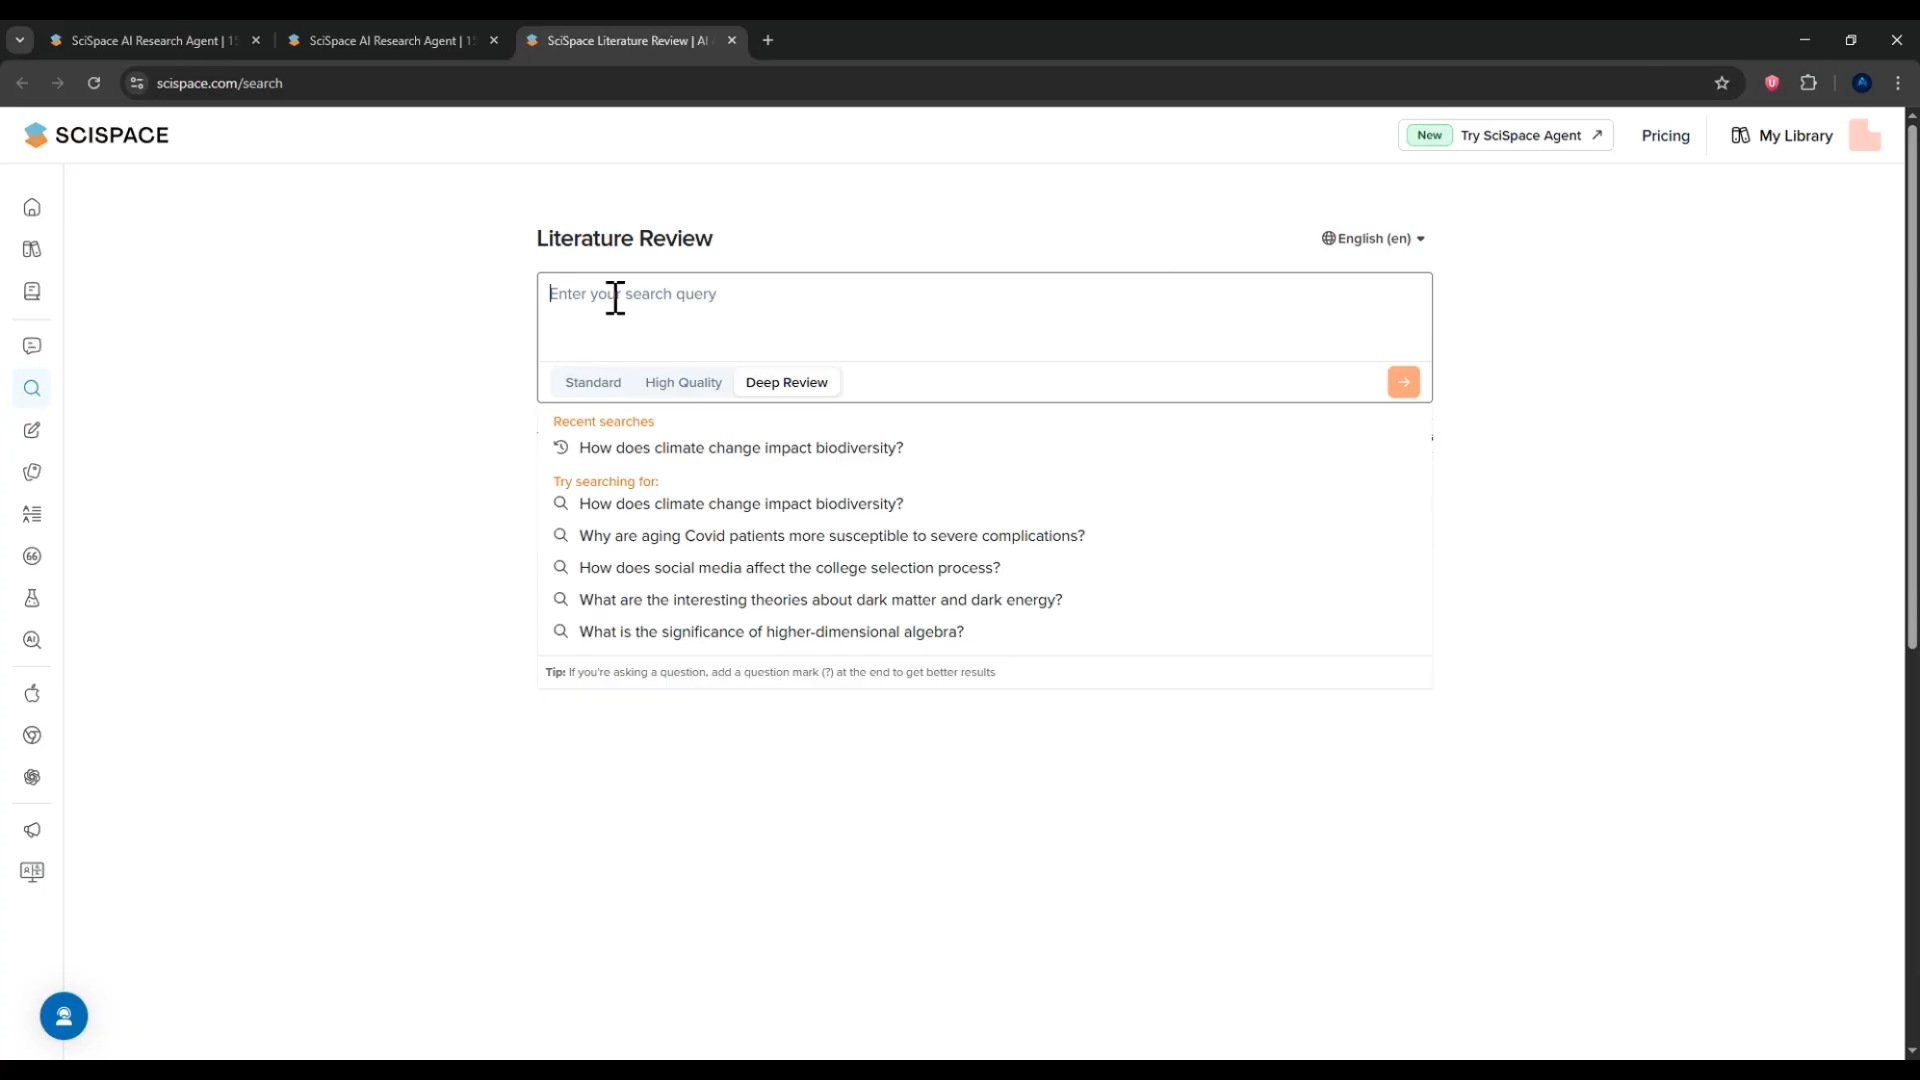 SciSpace AI Research Agent | 1
SciSpace AI Research Agent | 1
SciSpace Literature Review | AI
scispace.com/search
SCISPACE
New Try SciSpace Agent
Pricing
My Library
Literature Review
English (en)
Enter your search query
Standard High Quality Deep Review
Recent searches
How does climate change impact biodiversity?
Try searching for:
How does climate change impact biodiversity?
Why are aging Covid patients more susceptible to severe complications?
How does social media affect the college selection process?
What are the interesting theories about dark matter and dark energy?
What is the significance of higher-dimensional algebra?
Tip: If you're asking a question, add a question mark (?) at the end to get better results